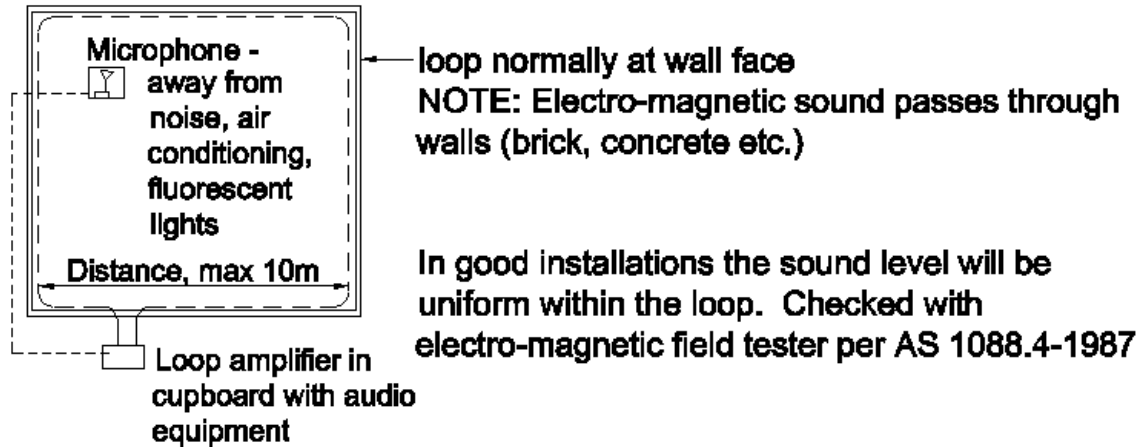 Microphone -
away from
noise, air
conditioning,
fluorescent
lights
Distance, max 10m
Loop amplifier in
cupboard with audio
equipment
loop normally at wall face
NOTE: Electro-magnetic sound passes through
walls (brick, concrete etc.)
In good installations the sound level will be
uniform within the loop. Checked with
electro-magnetic field tester per AS 1088.4-1987